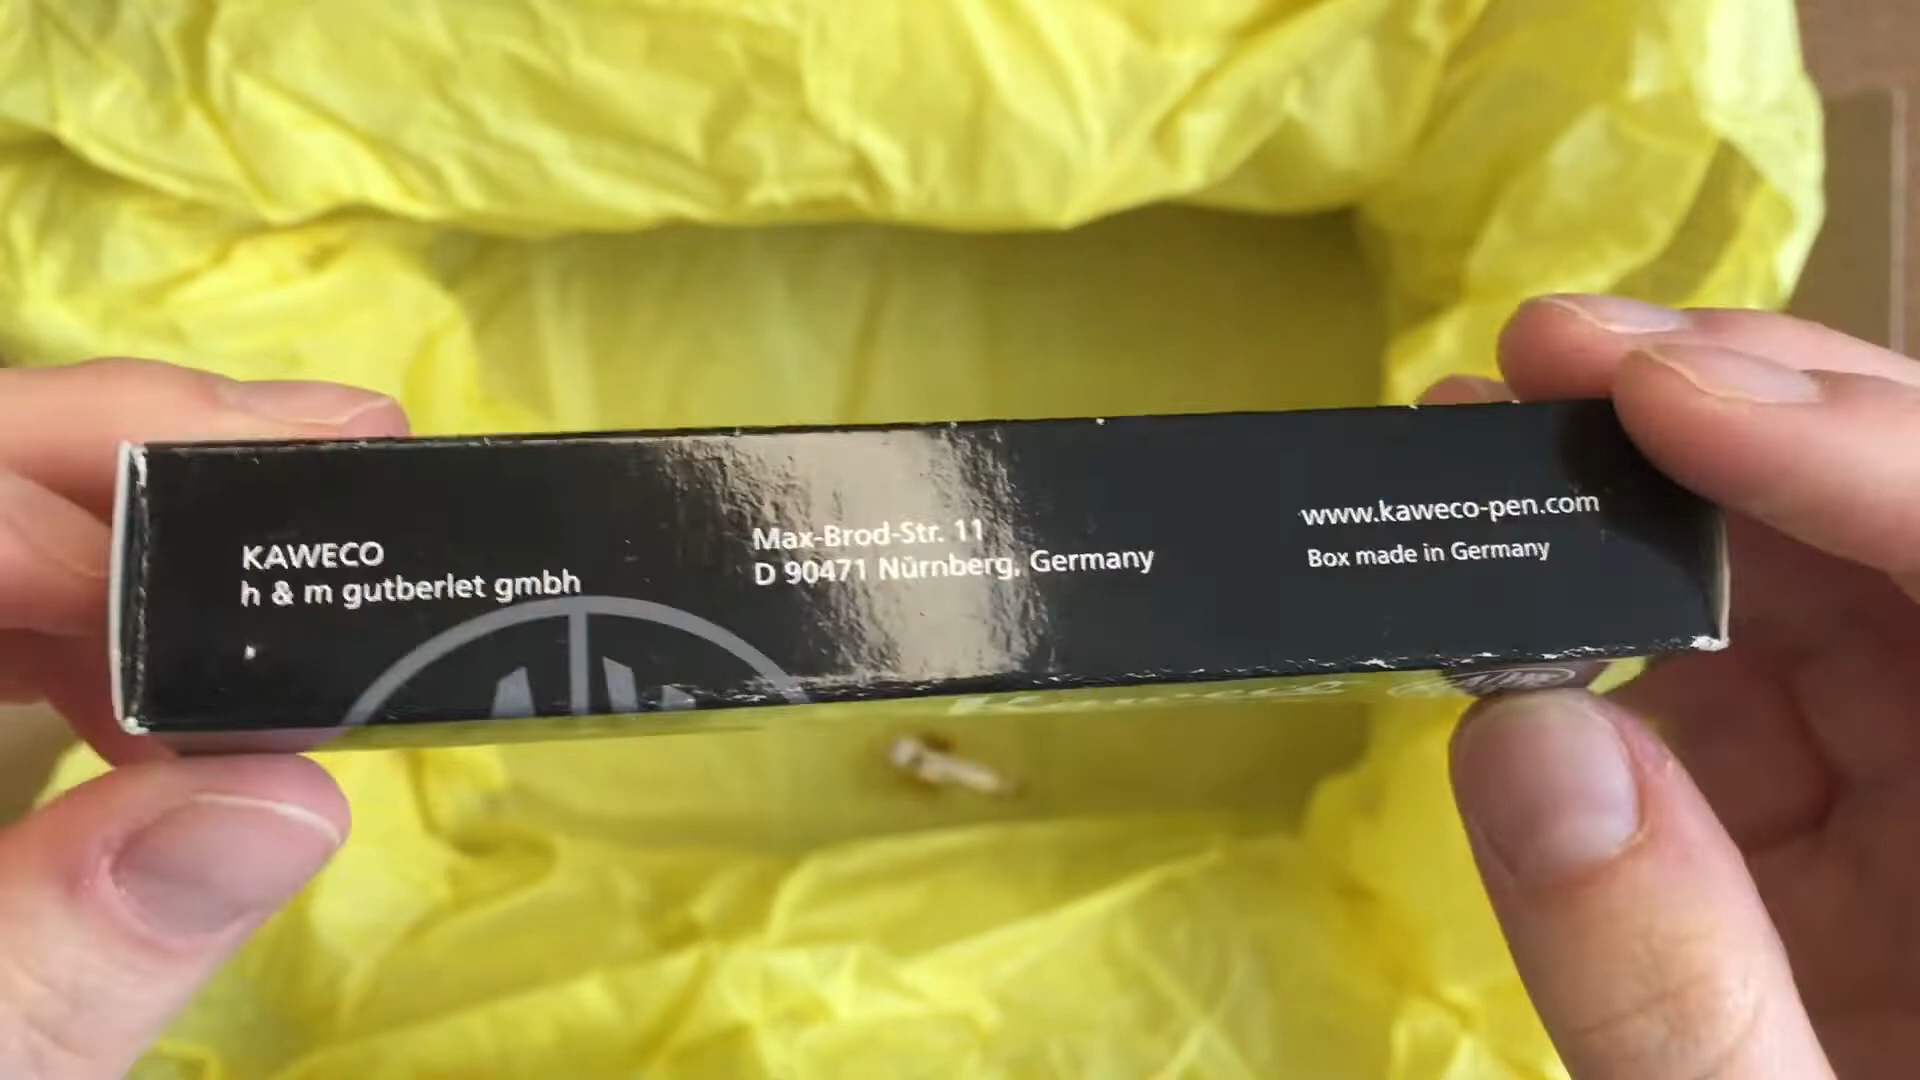 KAWECO
h & m gutberlet gmbh
Max-Brod-Str. 11
D 90471 Nürnberg, Germany
www.kaweco-pen.com
Box made in Germany